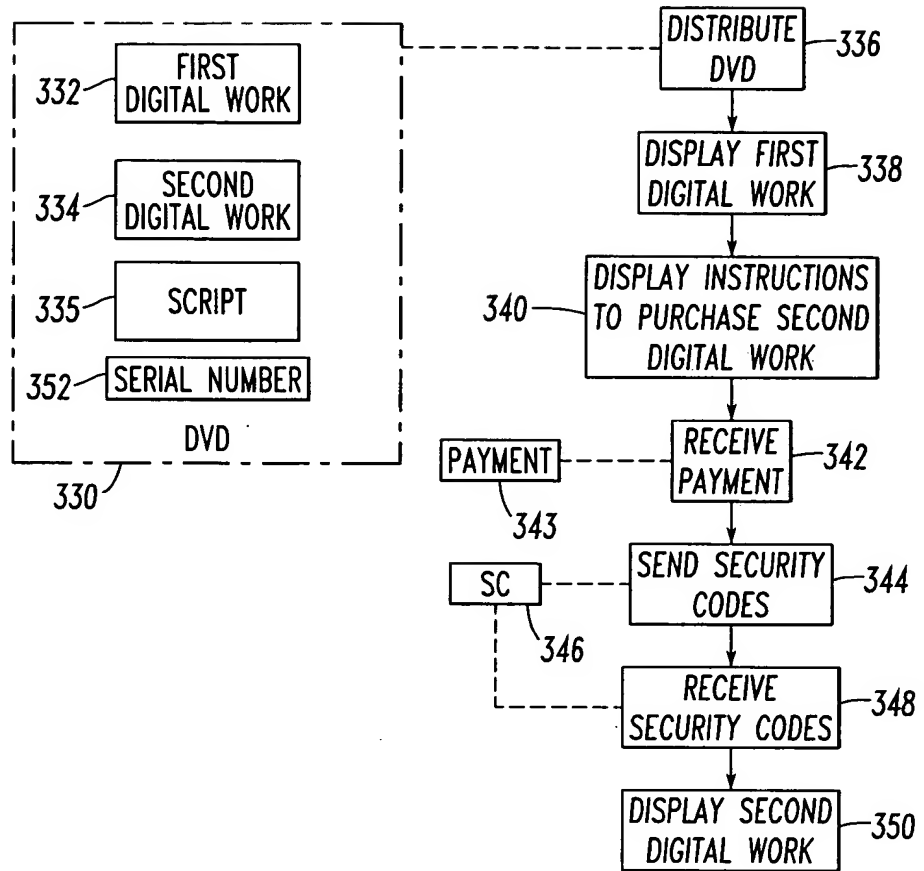 332
FIRST
DIGITAL WORK
334
SECOND
DIGITAL WORK
335
SCRIPT
352
SERIAL NUMBER
DVD
330
DISTRIBUTE
DVD
336
DISPLAY FIRST
DIGITAL WORK
338
340
DISPLAY INSTRUCTIONS
TO PURCHASE SECOND
DIGITAL WORK
PAYMENT
343
RECEIVE
PAYMENT
342
SC
346
SEND SECURITY
CODES
344
RECEIVE
SECURITY CODES
348
DISPLAY SECOND
DIGITAL WORK
350